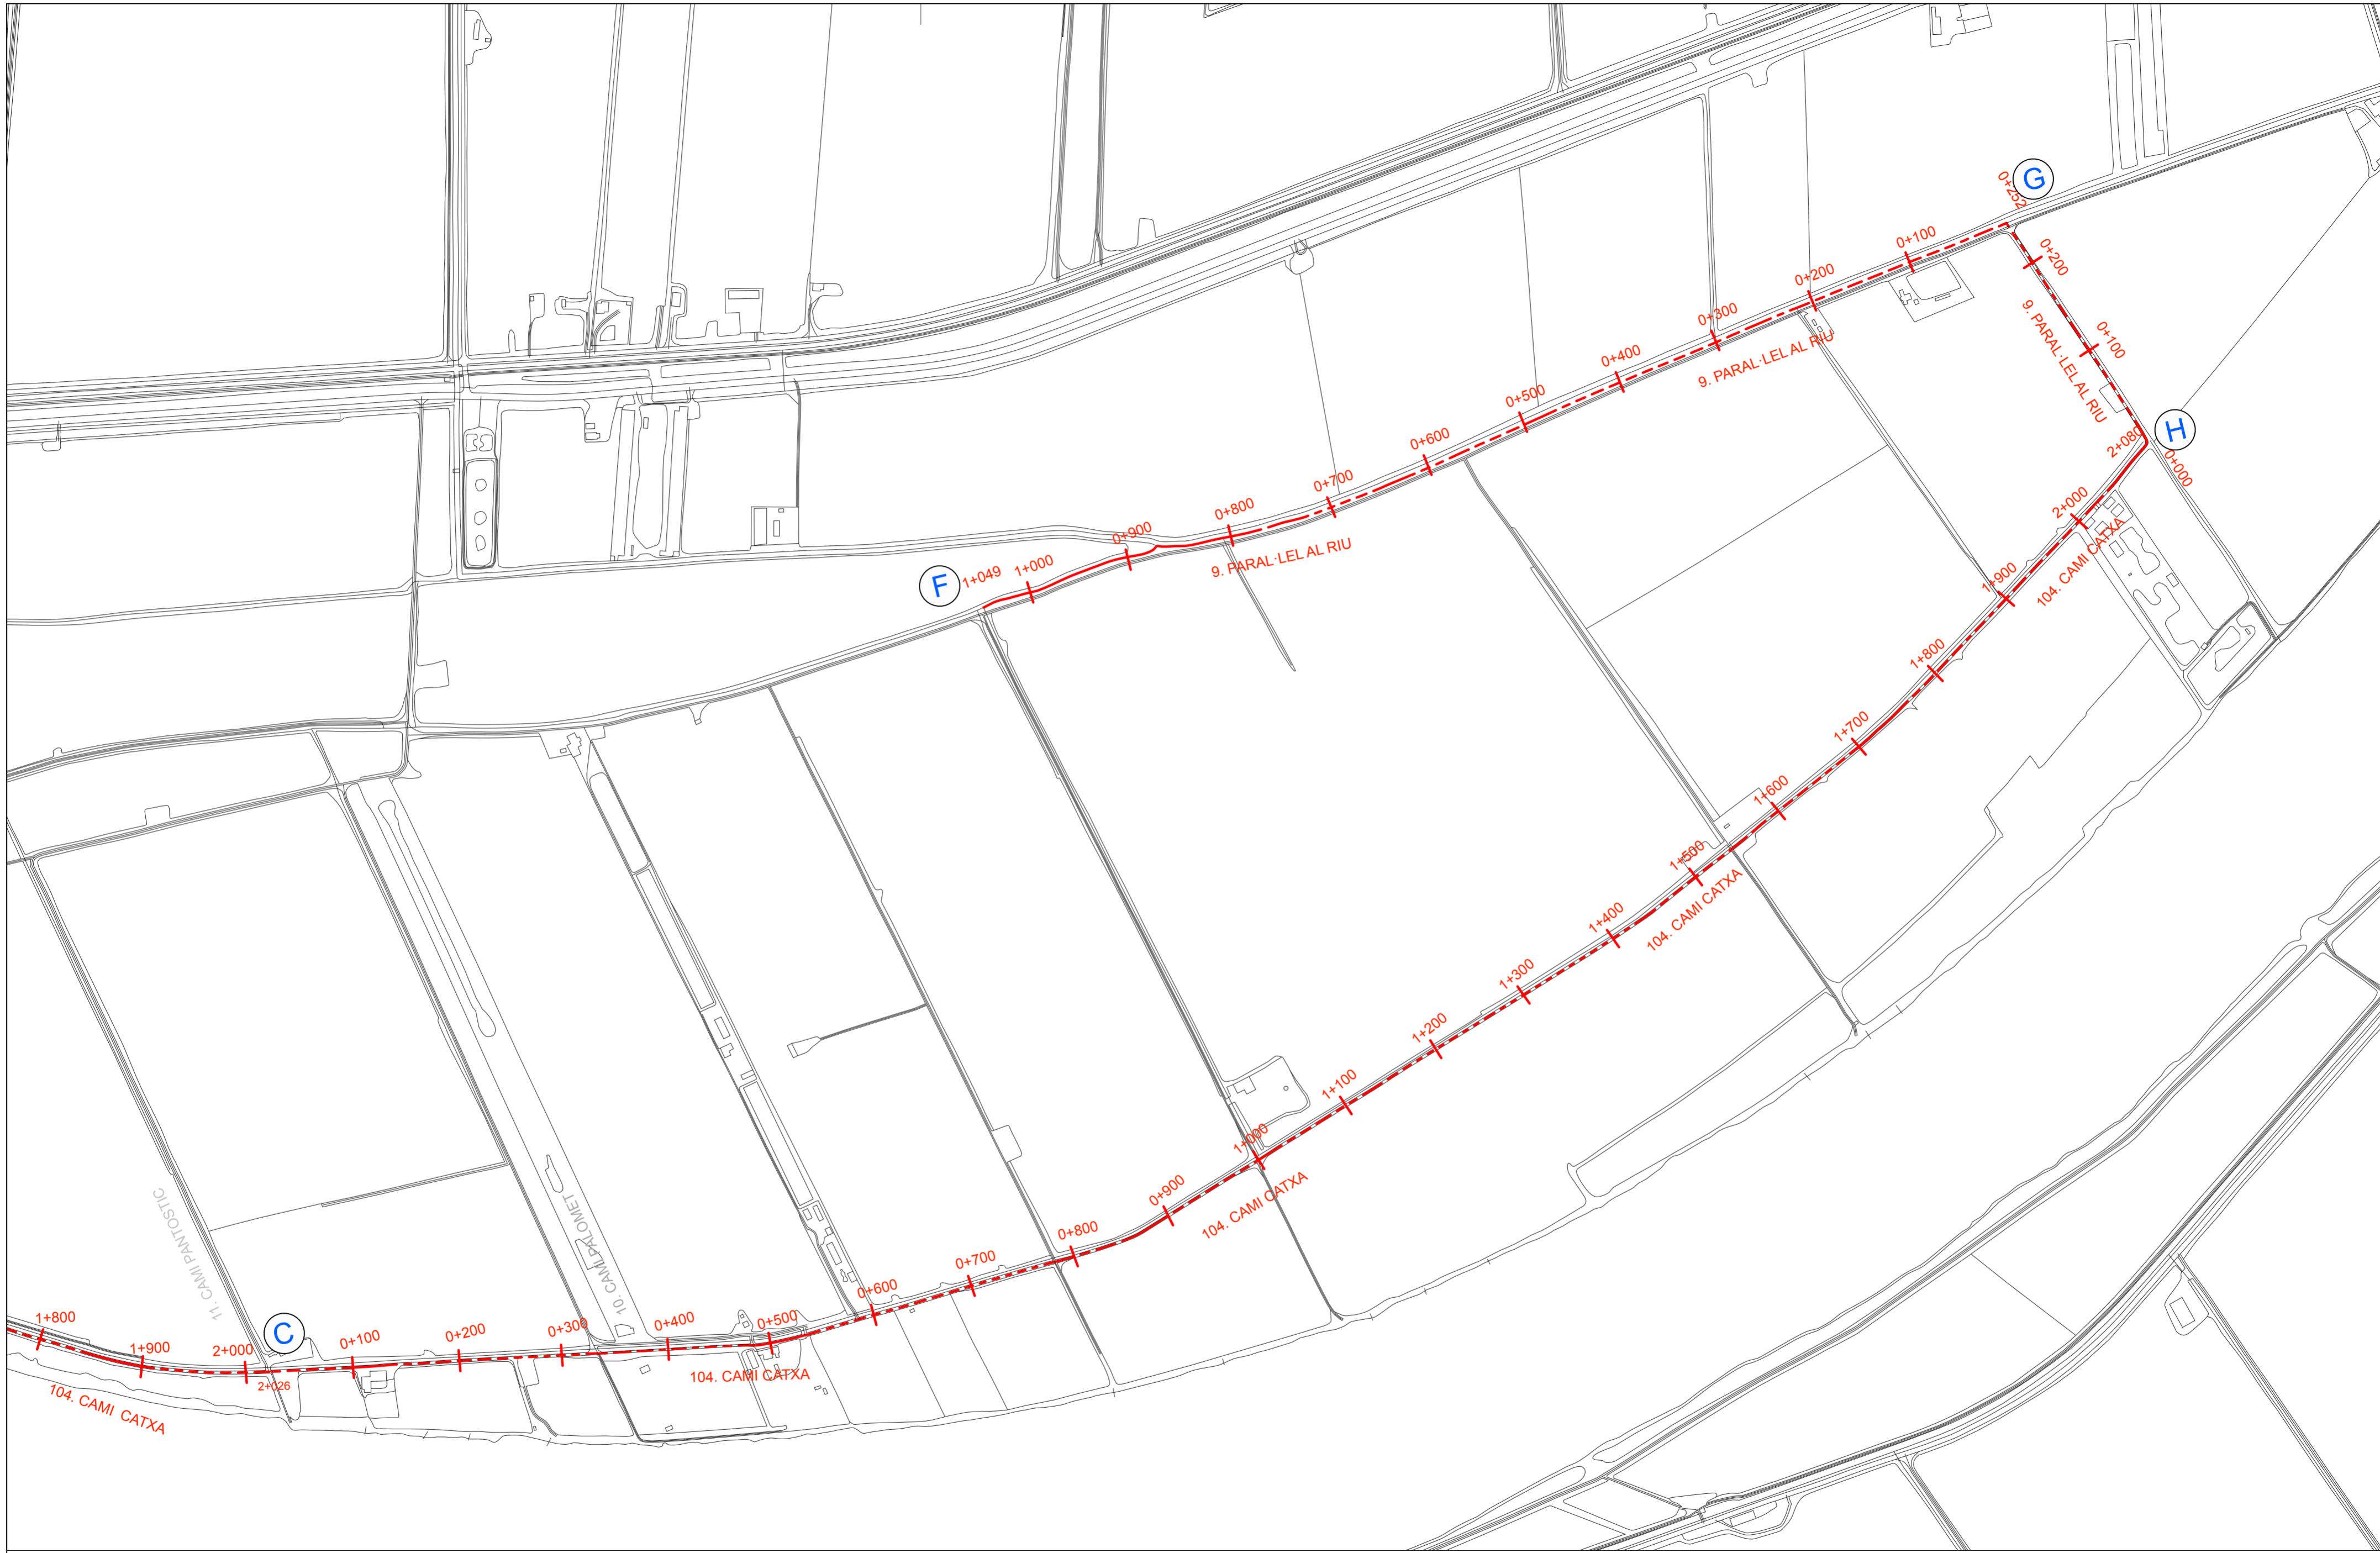 G
0+252
0+200
0+100
0+200
9. PARAL·LEL AL RIU
0+300
0+100
0+400
9. PARAL·LEL AL RIU
0+500
H
0+600
2+080
0+000
0+700
2+000
0+800
0+900
9. PARAL·LEL AL RIU
104. CAMI CATXA
F
1+049
1+000
1+900
1+800
1+700
1+600
1+500
104. CAMI CATXA
1+400
1+300
1+200
1+100
1+000
104. CAMI CATXA
0+900
0+800
0+700
0+600
11. CAMI PANTOSTIC
10. CAMI PALOMET
1+800
1+900
2+000
C
2+026
0+100
0+200
0+300
0+400
0+500
104. CAMI CATXA
104. CAMI CATXA